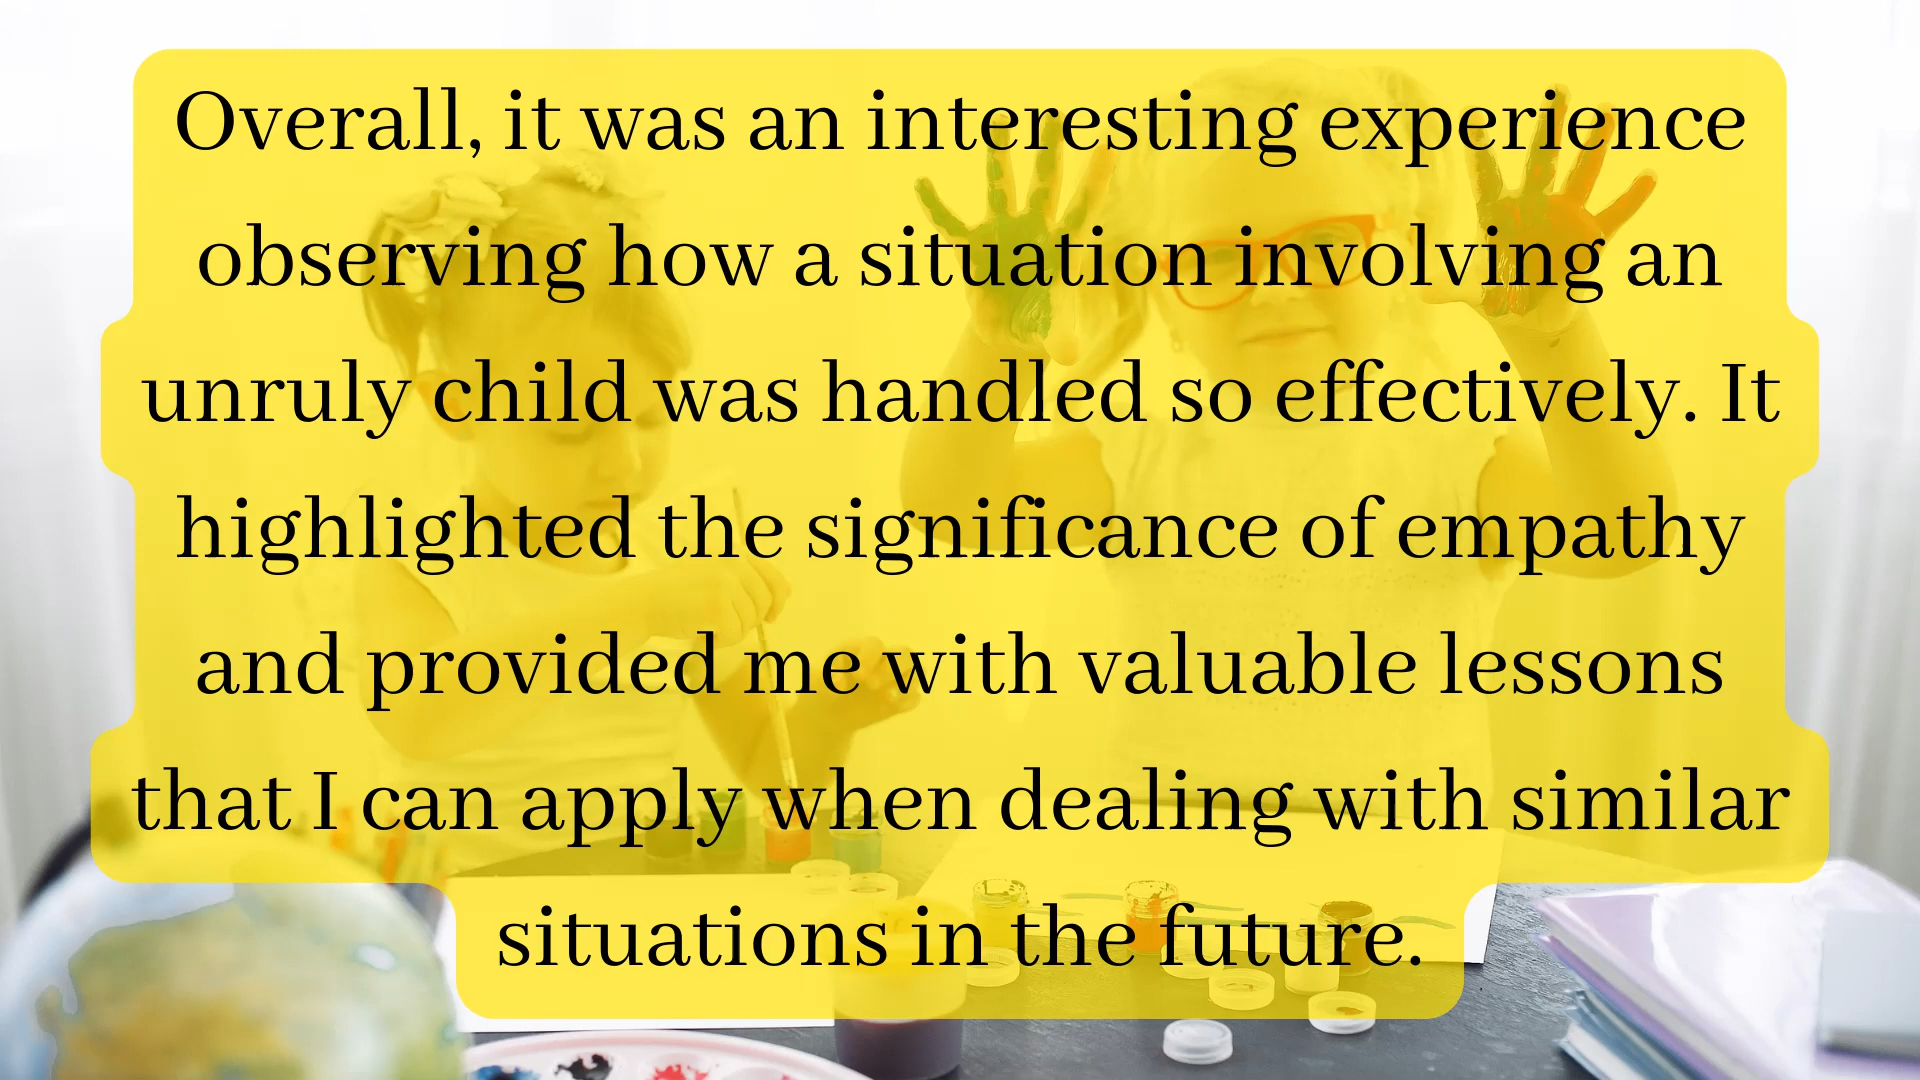 Overall, it was an interesting experience
observing how a situation involving an
unruly child was handled so effectively. It
highlighted the significance of empathy
and provided me with valuable lessons
that I can apply when dealing with similar
situations in the future.